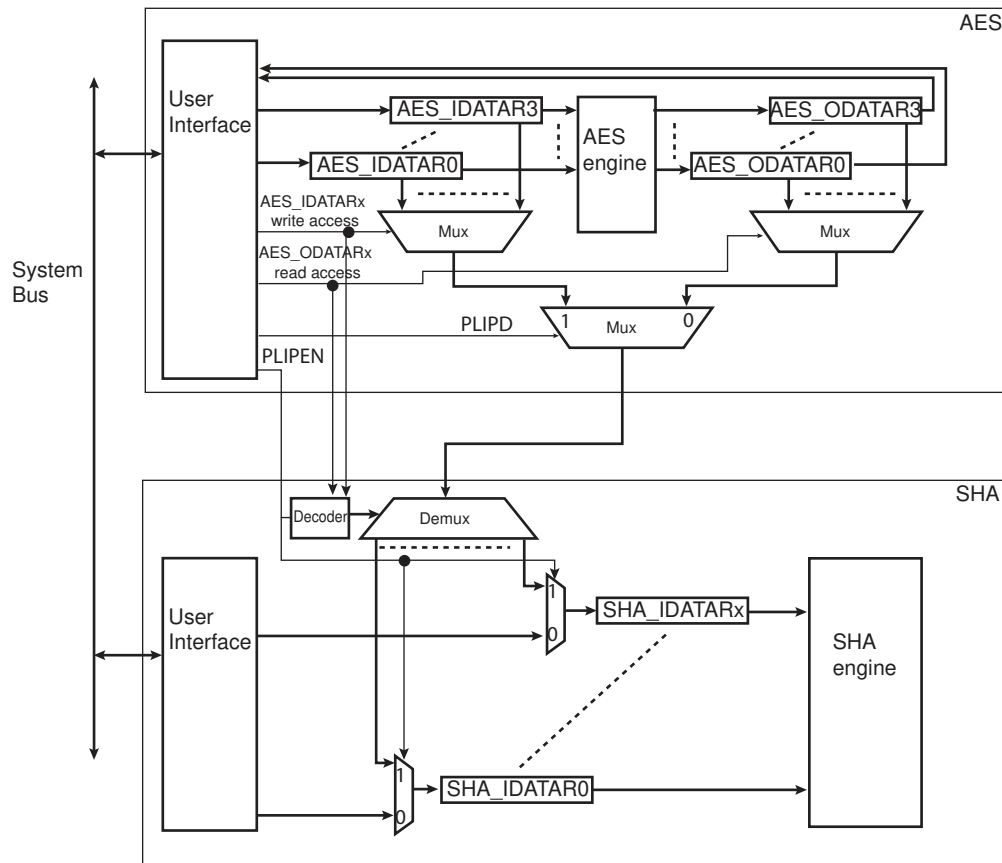 AES
User
Interface
AES_IDATAR3
AES_ODATAR3
AES
engine
AES_IDATAR0
AES_ODATAR0
AES_IDATARx
write access
Mux
Mux
AES_ODATARx
read access
System
Bus
1
Mux
0
PLIPD
PLIPEN
SHA
Decoder
Demux
1
SHA_IDATARx
User
Interface
0
SHA
engine
1
SHA_IDATAR0
0